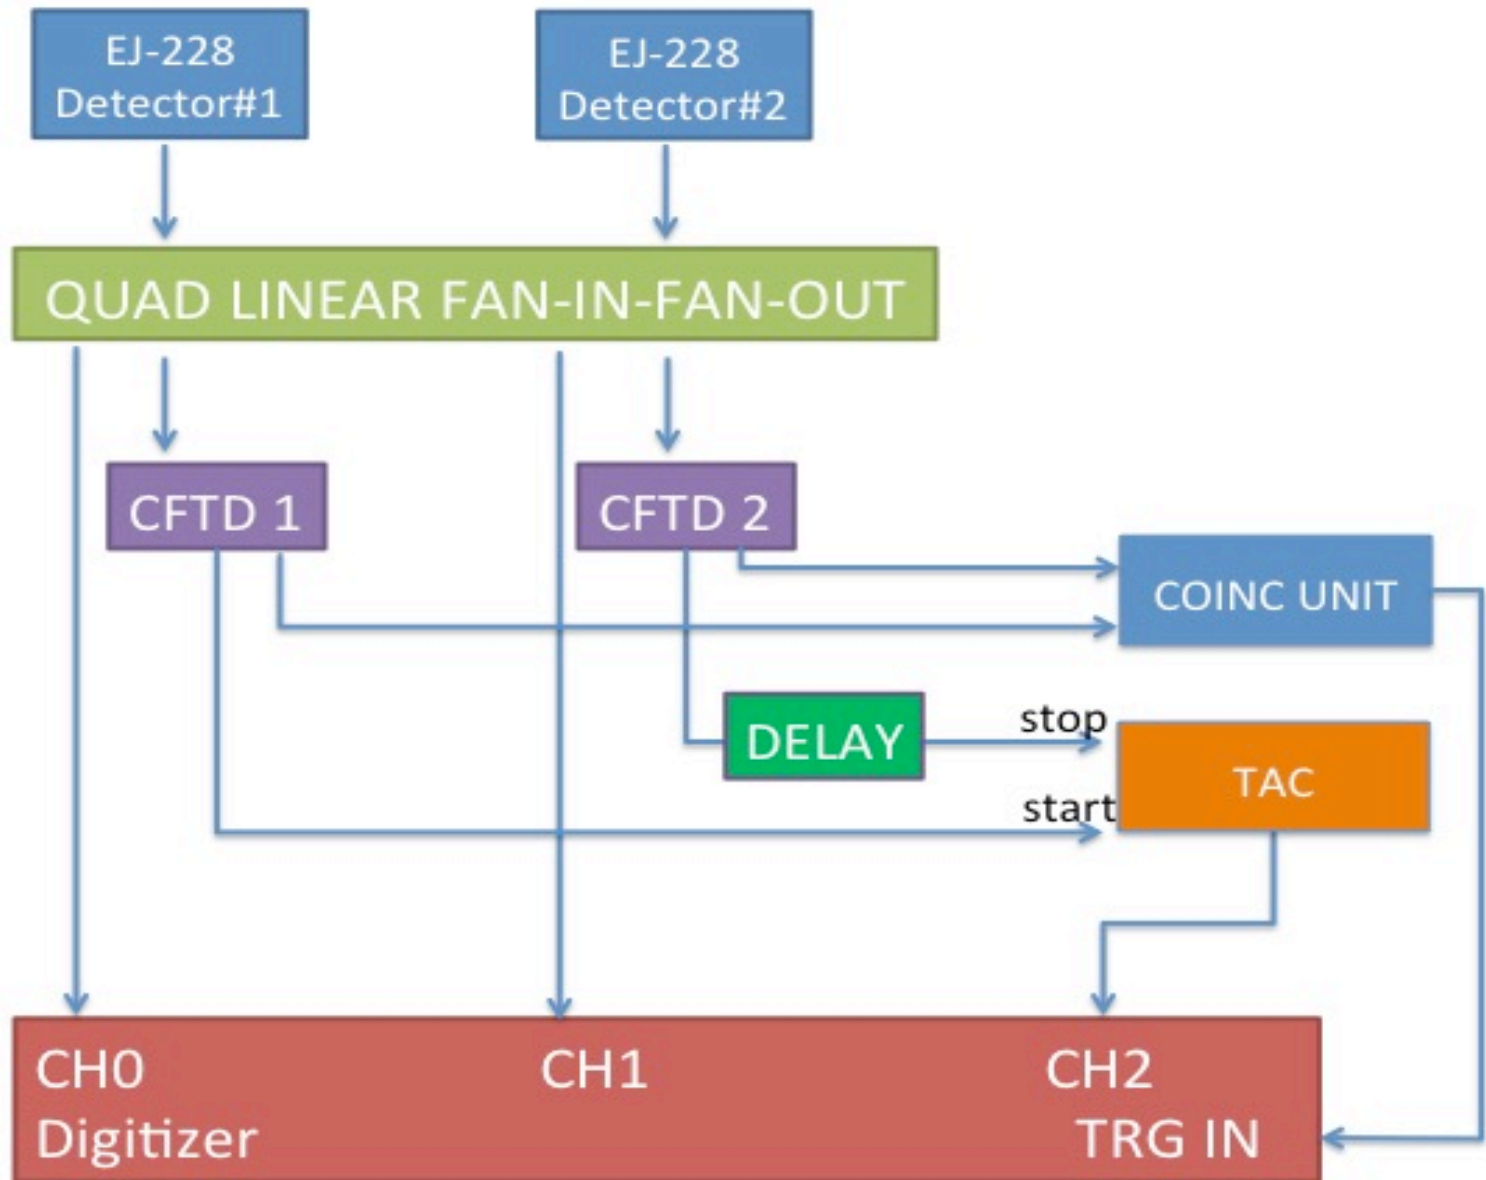 EJ-228
Detector#1
EJ-228
Detector#2
QUAD LINEAR FAN-IN-FAN-OUT
CFTD 1
CFTD 2
COINC UNIT
DELAY
stop
TAC
start
CH0
CH1
CH2
Digitizer
TRG IN